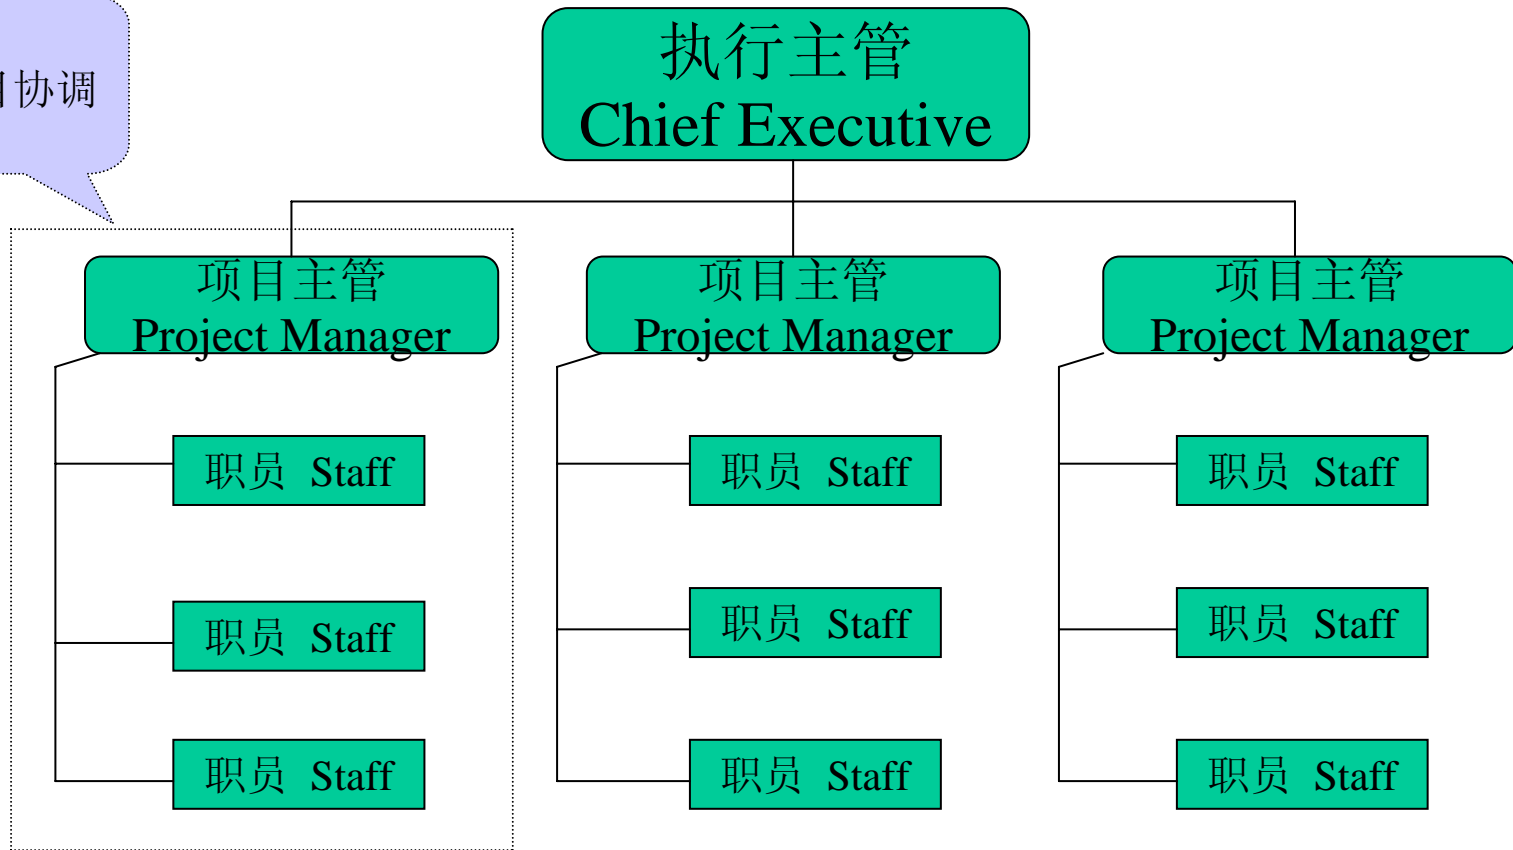 协调
执行主管
Chief Executive
项目主管
Project Manager
项目主管
Project Manager
项目主管
Project Manager
职员 Staff
职员 Staff
职员 Staff
职员 Staff
职员 Staff
职员 Staff
职员 Staff
职员 Staff
职员 Staff